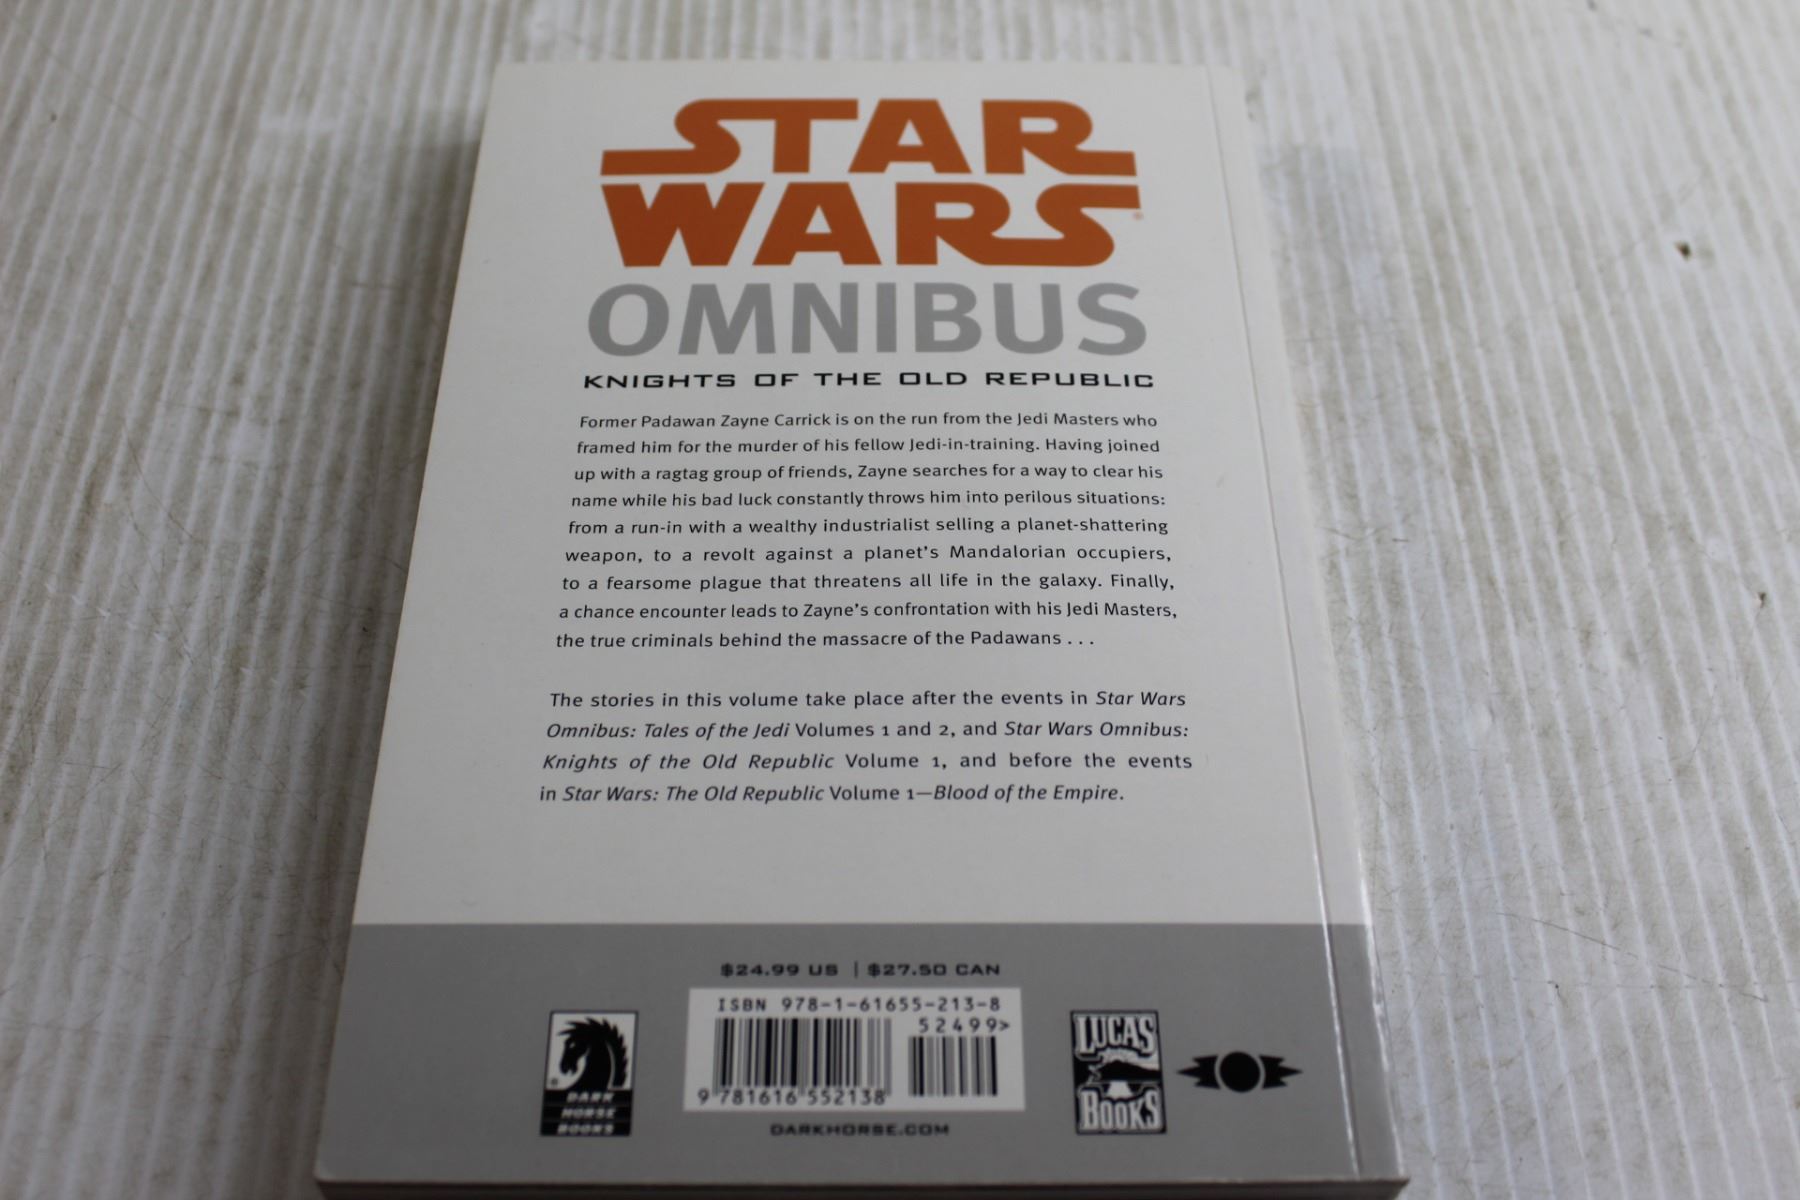 STAR
WARS
OMNIBUS
KNIGHTS OF THE OLD REPUBLIC
Former Padawan Zayne Carrick is on the run from the Jedi Masters who
framed him for the murder of his fellow Jedi-in-training. Having joined
up with a ragtag group of friends, Zayne searches for a way to clear his
name while his bad luck constantly throws him into perilous situations:
from a run-in with a wealthy industrialist selling a planet-shattering
weapon, to a revolt against a planet's Mandalorian occupiers,
to a fearsome plague that threatens all life in the galaxy. Finally,
a chance encounter leads to Zayne's confrontation with his Jedi Masters,
the true criminals behind the massacre of the Padawans . . .
The stories in this volume take place after the events in Star Wars
Omnibus: Tales of the Jedi Volumes 1 and 2, and Star Wars Omnibus:
Knights of the Old Republic Volume 1, and before the events
in Star Wars: The Old Republic Volume 1—Blood of the Empire.
$24.99 US | $27.50 CAN
ISBN 978-1-61655-213-8
52499>
9 781616 552138
DARKHORSE.COM
DARK
HORSE
BOOKS
LUCAS
BOOKS